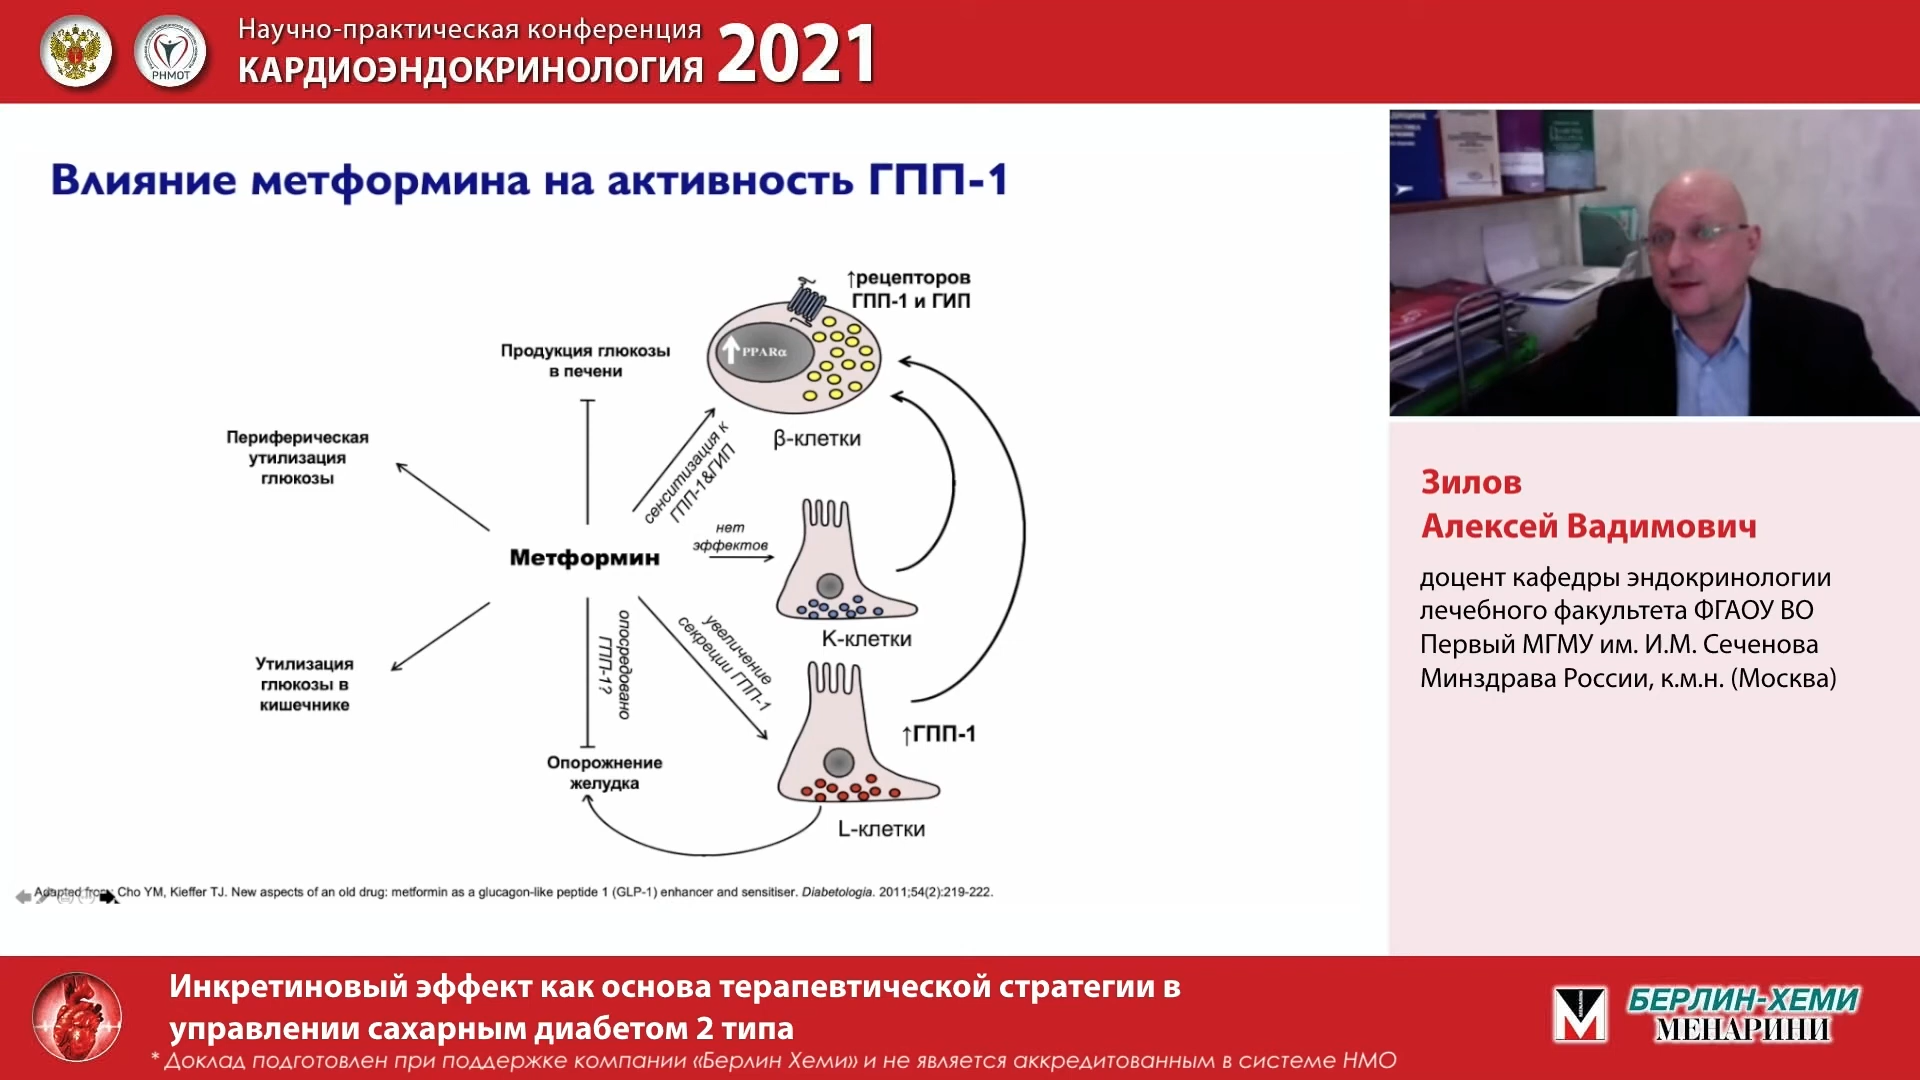 Научно-практическая конференция
КАРДИОЭНДОКРИНОЛОГИЯ 2021
РНМОТ
Влияние метформина на активность ГПП-1
↑рецепторов
ГПП-1 и ГИП
PPARα
β-клетки
Продукция глюкозы
в печени
Периферическая
утилизация
глюкозы
сенситизация к
ГПП-1&ГИП
нет
эффектов
Метформин
K-клетки
опосредовано
ГПП-1?
увеличение
секреции ГПП-1
Утилизация
глюкозы в
кишечнике
↑ГПП-1
Опорожнение
желудка
L-клетки
Adapted from: Cho YM, Kieffer TJ. New aspects of an old drug: metformin as a glucagon-like peptide 1 (GLP-1) enhancer and sensitiser. Diabetologia. 2011;54(2):219-222.
Зилов
Алексей Вадимович
доцент кафедры эндокринологии
лечебного факультета ФГАОУ ВО
Первый МГМУ им. И.М. Сеченова
Минздрава России, к.м.н. (Москва)
Инкретиновый эффект как основа терапевтической стратегии в
управлении сахарным диабетом 2 типа
* Доклад подготовлен при поддержке компании «Берлин Хеми» и не является аккредитованным в системе НМО
БЕРЛИН-ХЕМИ
МЕНАРИНИ